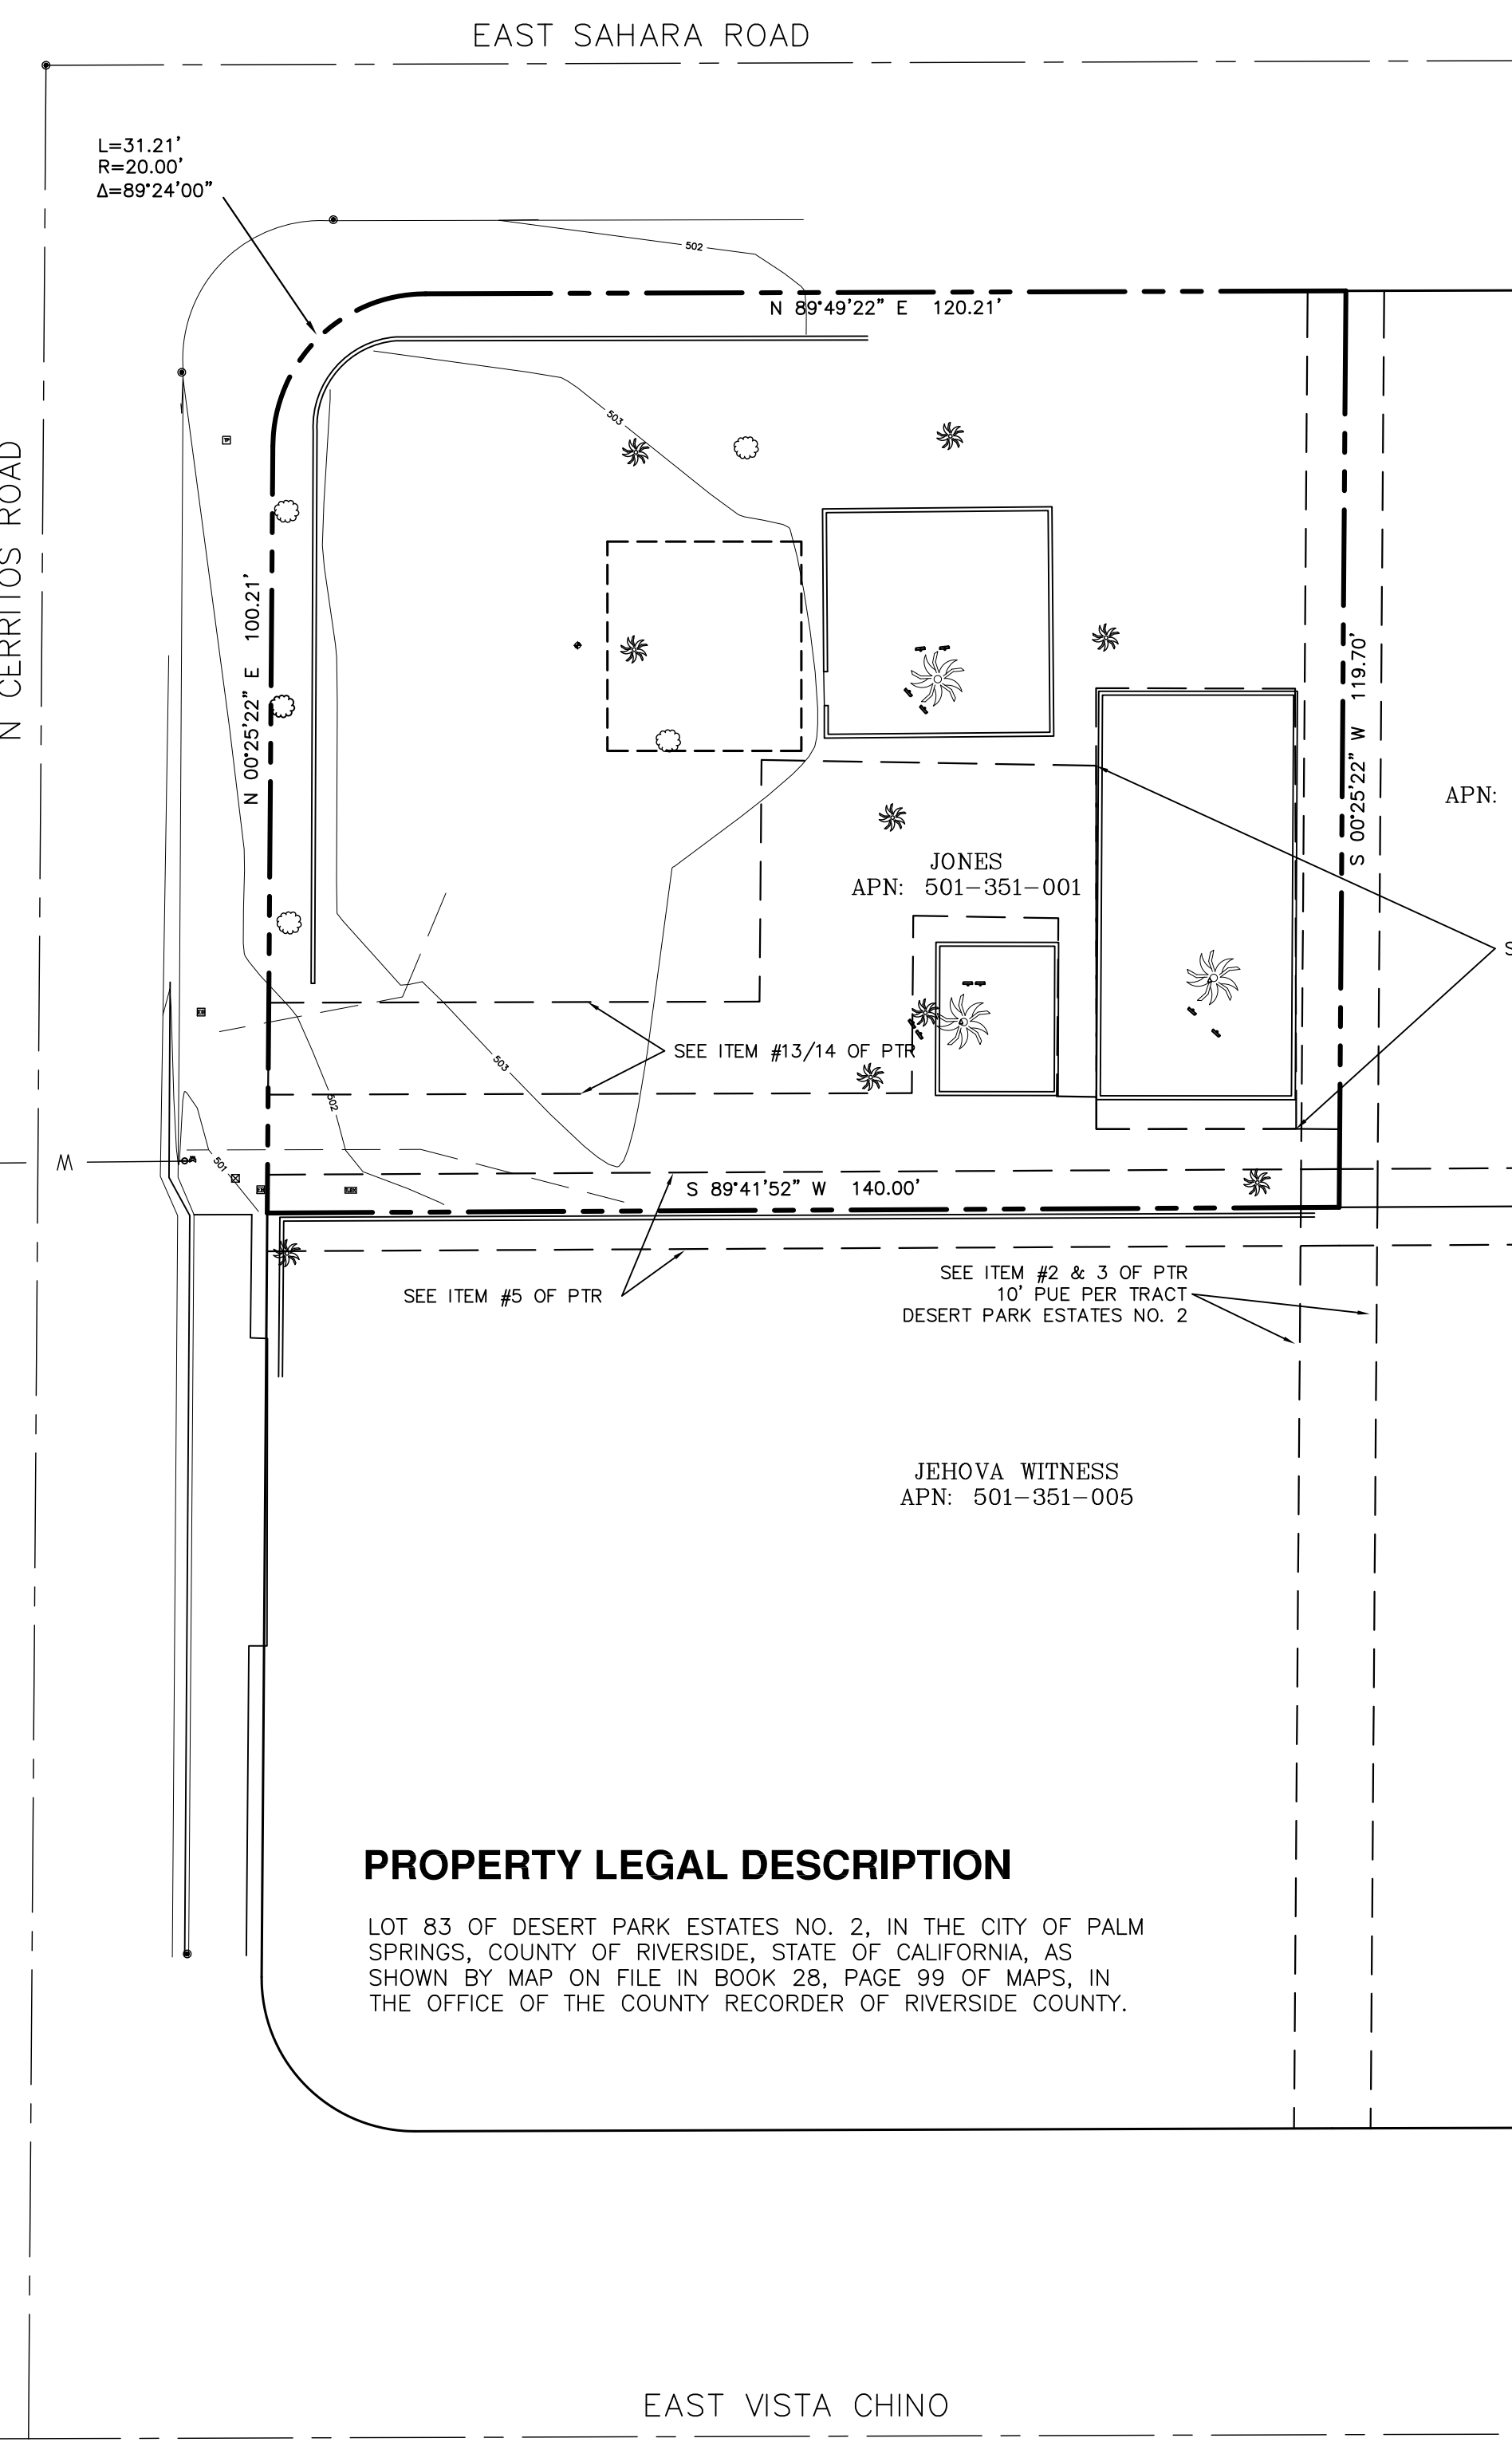 EAST SAHARA ROAD
L=31.21'
R=20.00'
Δ=89°24'00"
502
N 89°49'22" E 120.21'
503
N CERRITOS ROAD
N 00°25'22" E 100.21'
S 00°25'22" W 119.70'
APN:
JONES
APN: 501-351-001
S
SEE ITEM #13/14 OF PTR
503
502
W
501
S 89°41'52" W 140.00'
SEE ITEM #5 OF PTR
SEE ITEM #2 & 3 OF PTR
10' PUE PER TRACT
DESERT PARK ESTATES NO. 2
JEHOVA WITNESS
APN: 501-351-005
PROPERTY LEGAL DESCRIPTION
LOT 83 OF DESERT PARK ESTATES NO. 2, IN THE CITY OF PALM
SPRINGS, COUNTY OF RIVERSIDE, STATE OF CALIFORNIA, AS
SHOWN BY MAP ON FILE IN BOOK 28, PAGE 99 OF MAPS, IN
THE OFFICE OF THE COUNTY RECORDER OF RIVERSIDE COUNTY.
EAST VISTA CHINO